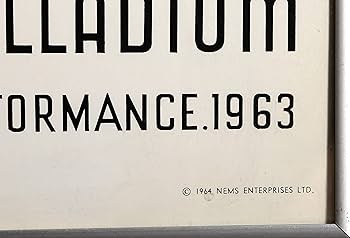 LLADIUM
FORMANCE.1963
© 1964, NEMS ENTERPRISES LTD.